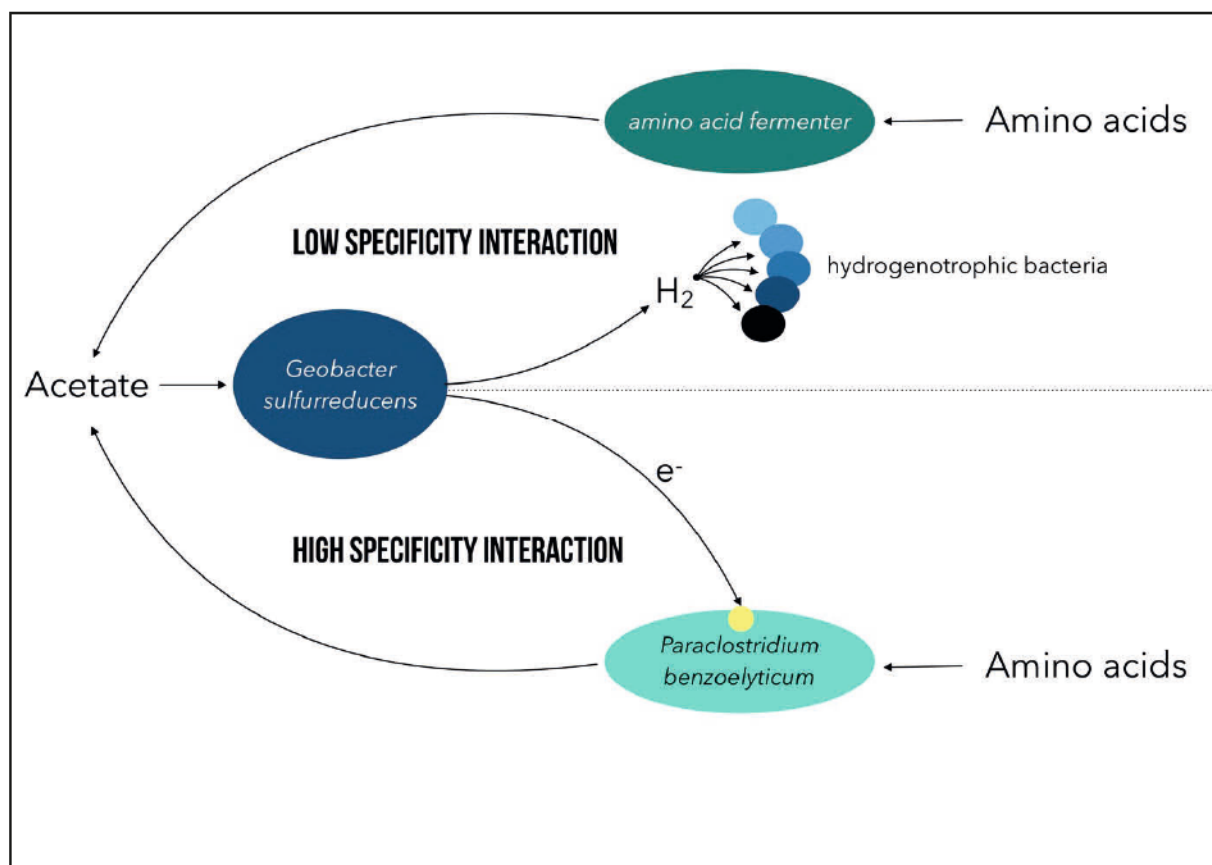 amino acid fermenter
Amino acids
LOW SPECIFICITY INTERACTION
H₂
hydrogenotrophic bacteria
Acetate
Geobacter
sulfurreducens
e⁻
HIGH SPECIFICITY INTERACTION
Paraclostridium
benzoelyticum
Amino acids